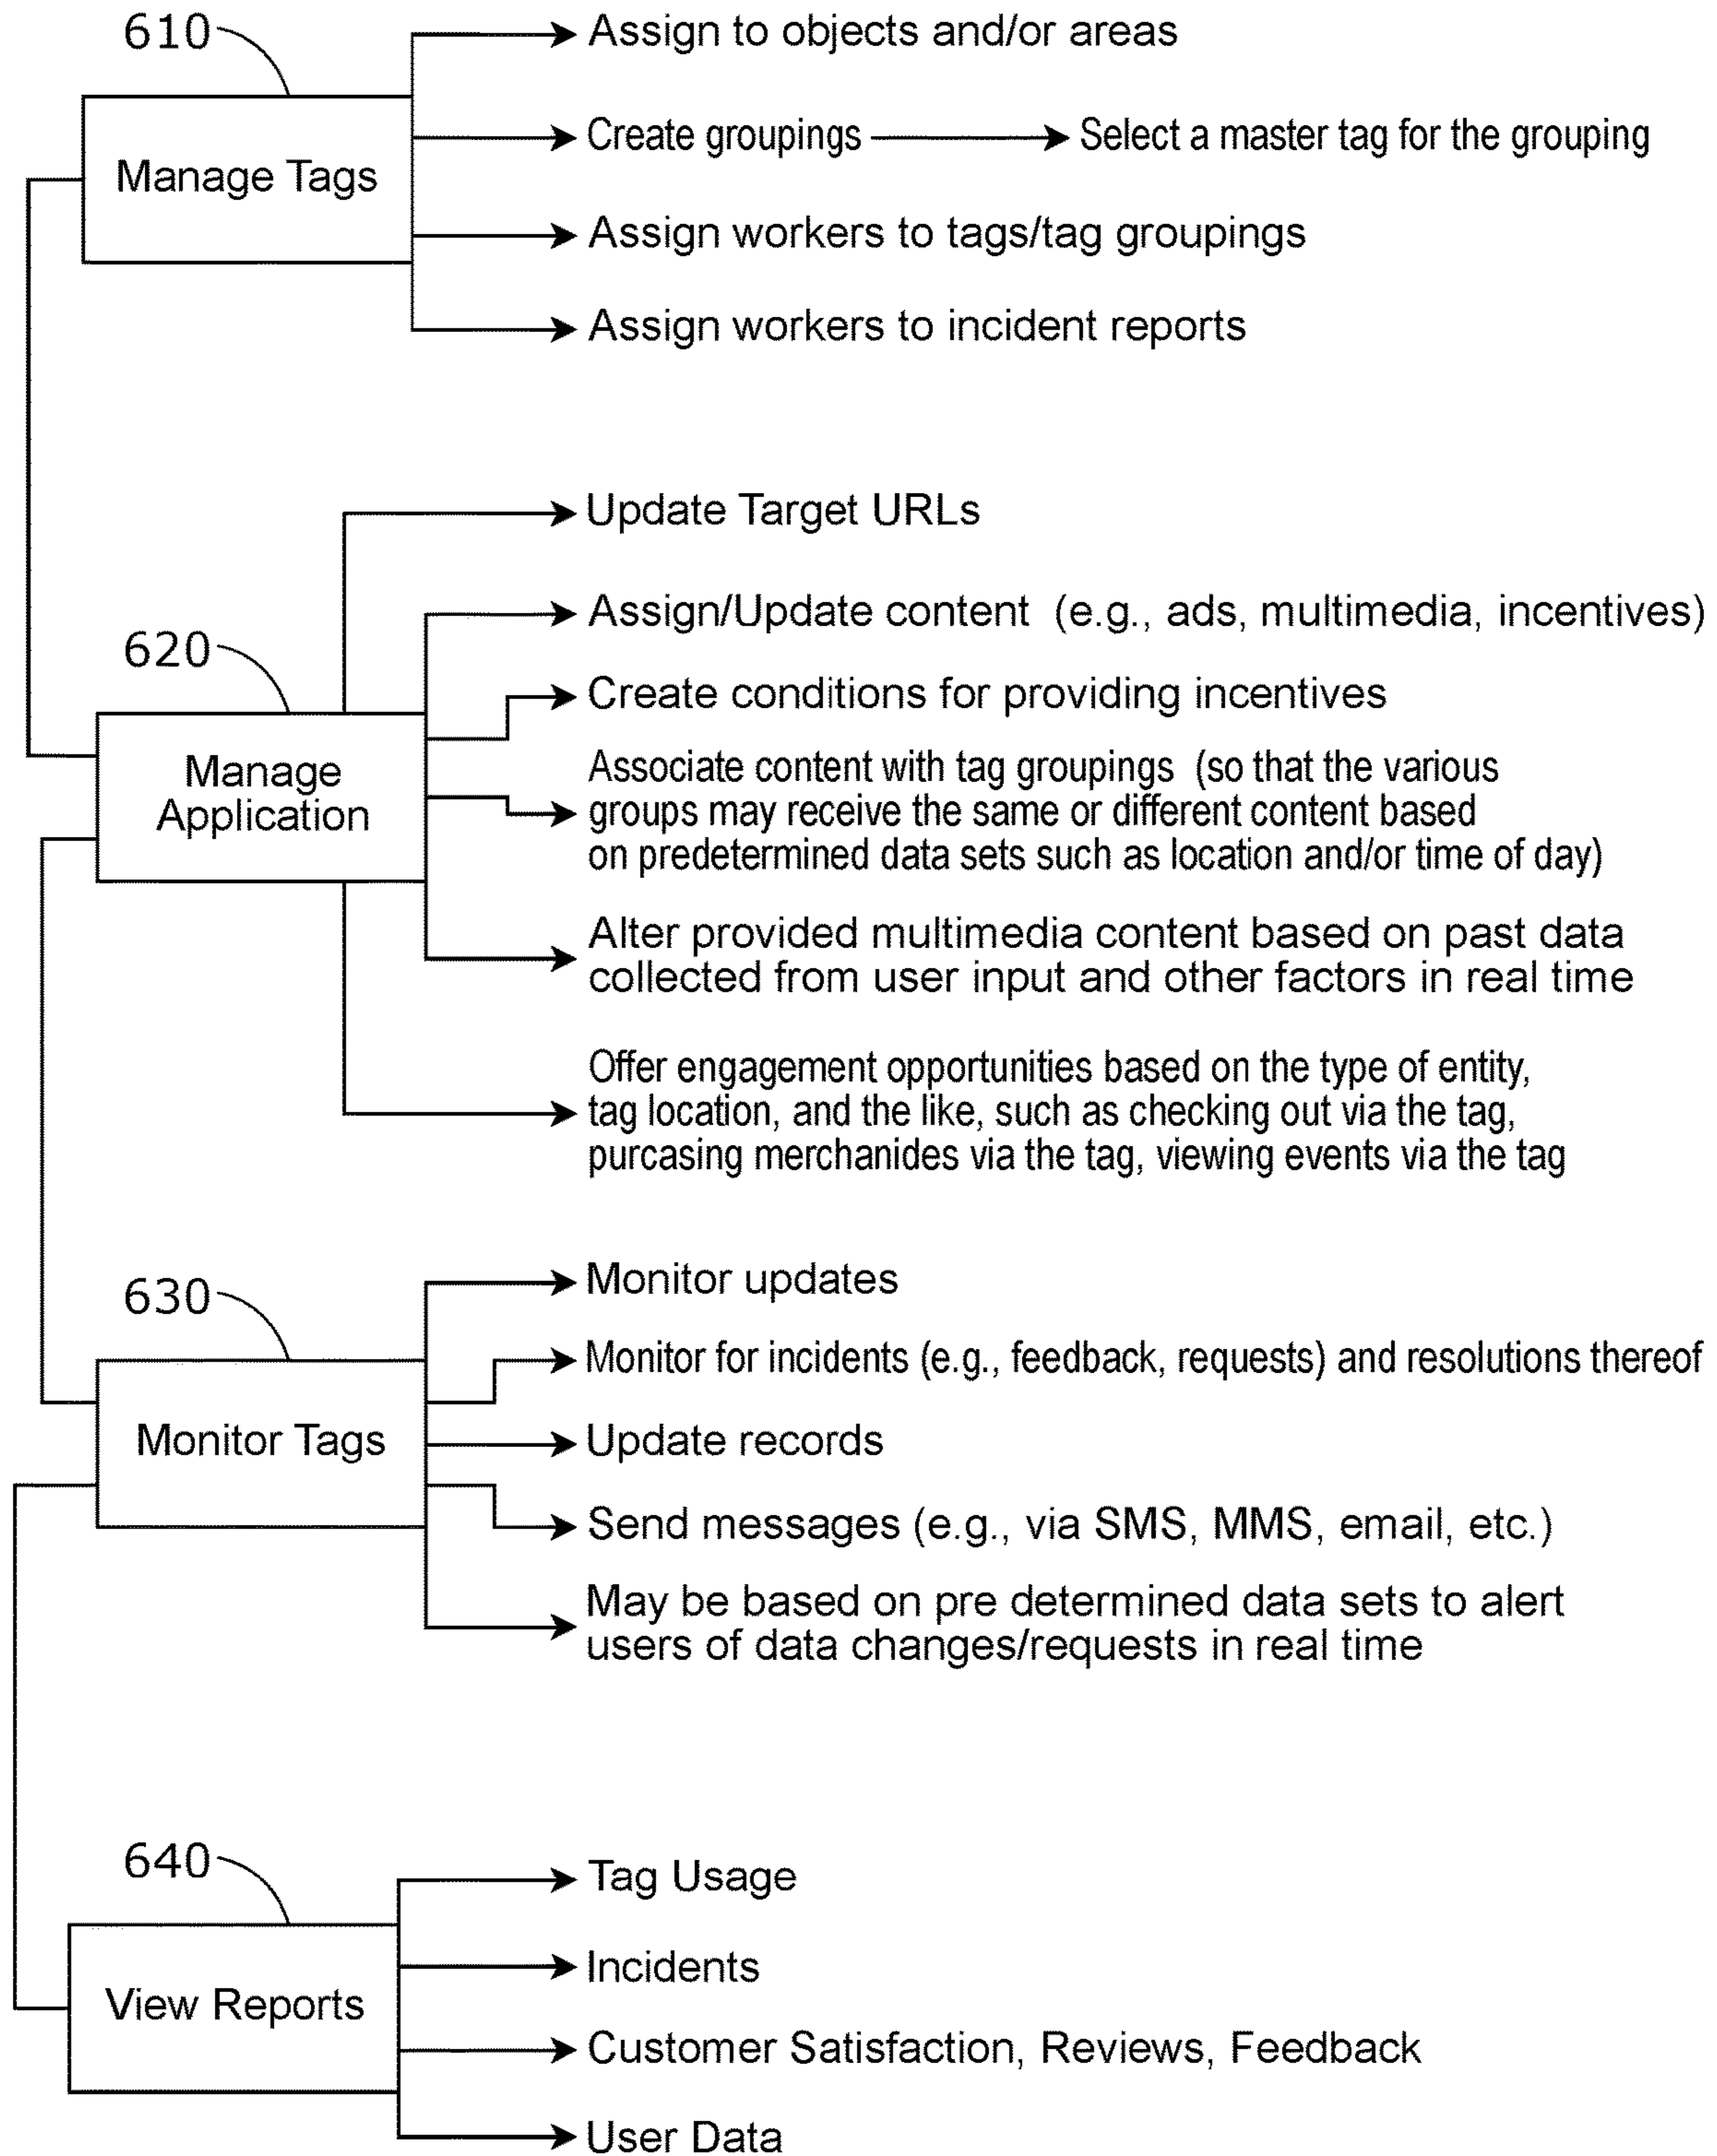 610
Manage Tags
Assign to objects and/or areas
Create groupings
Select a master tag for the grouping
Assign workers to tags/tag groupings
Assign workers to incident reports
620
Manage
Application
Update Target URLs
Assign/Update content (e.g., ads, multimedia, incentives)
Create conditions for providing incentives
Associate content with tag groupings (so that the various
groups may receive the same or different content based
on predetermined data sets such as location and/or time of day)
Alter provided multimedia content based on past data
collected from user input and other factors in real time
Offer engagement opportunities based on the type of entity,
tag location, and the like, such as checking out via the tag,
purcasing merchanides via the tag, viewing events via the tag
630
Monitor Tags
Monitor updates
Monitor for incidents (e.g., feedback, requests) and resolutions thereof
Update records
Send messages (e.g., via SMS, MMS, email, etc.)
May be based on pre determined data sets to alert
users of data changes/requests in real time
640
View Reports
Tag Usage
Incidents
Customer Satisfaction, Reviews, Feedback
User Data